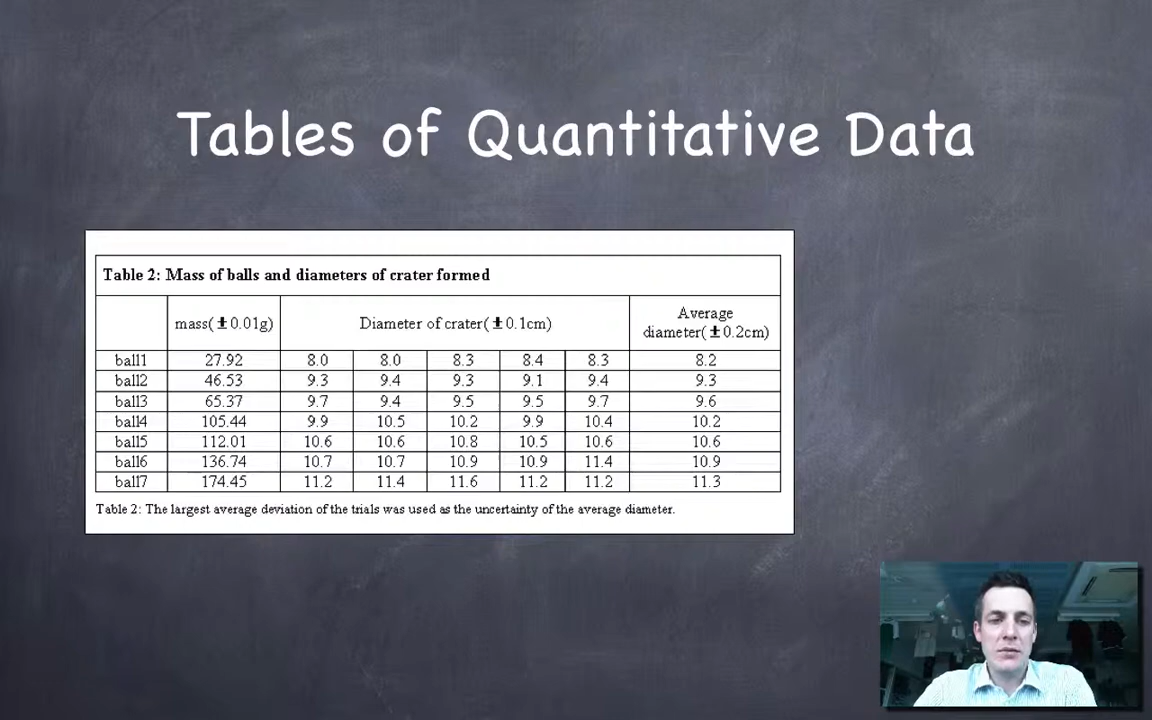 Tables of Quantitative Data
Table 2: Mass of balls and diameters of crater formed
mass(±0.01g) Diameter of crater(±0.1cm) Average diameter(±0.2cm)
ball1 27.92 8.0 8.0 8.3 8.4 8.3 8.2
ball2 46.53 9.3 9.4 9.3 9.1 9.4 9.3
ball3 65.37 9.7 9.4 9.5 9.5 9.7 9.6
ball4 105.44 9.9 10.5 10.2 9.9 10.4 10.2
ball5 112.01 10.6 10.6 10.8 10.5 10.6 10.6
ball6 136.74 10.7 10.7 10.9 10.9 11.4 10.9
ball7 174.45 11.2 11.4 11.6 11.2 11.2 11.3
Table 2: The largest average deviation of the trials was used as the uncertainty of the average diameter.